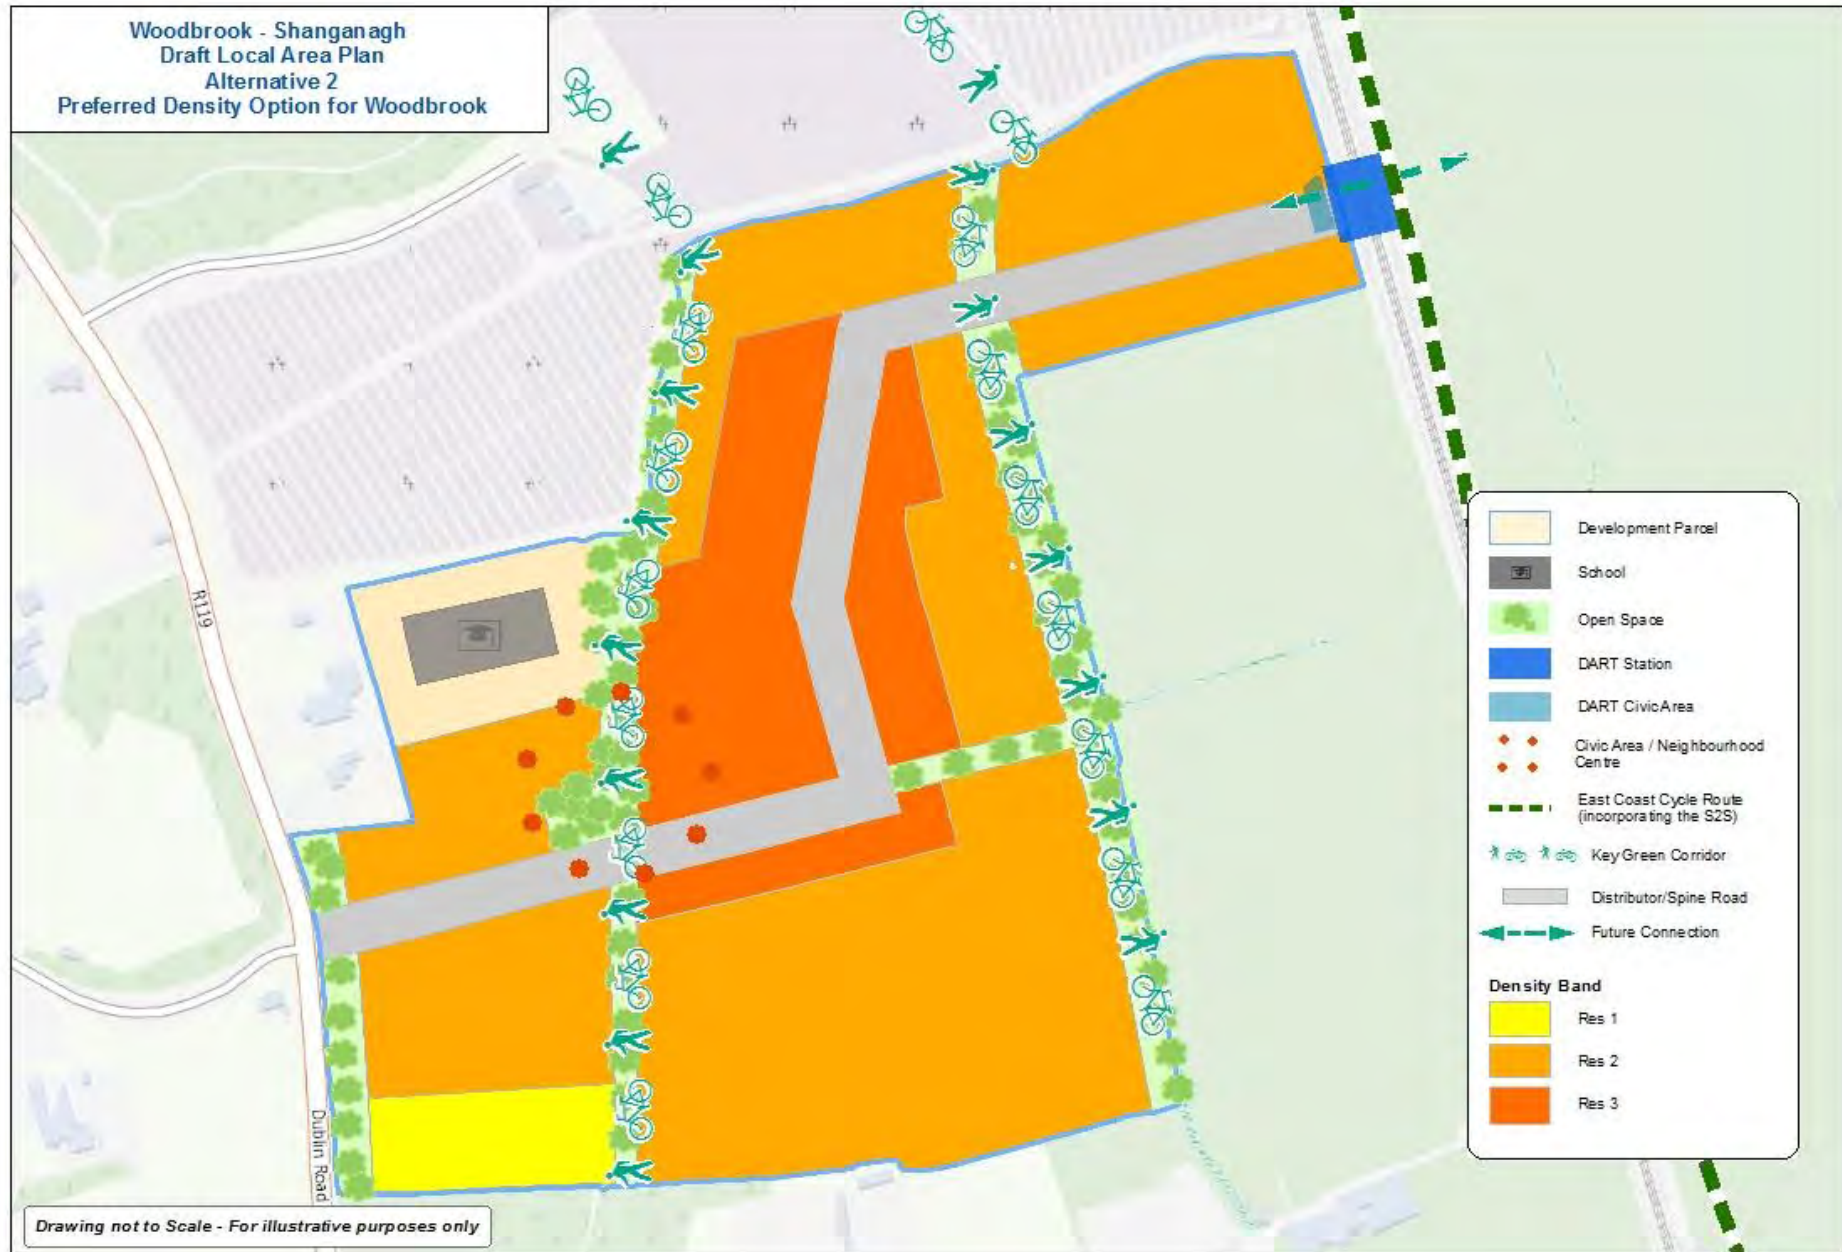 Woodbrook - Shanganagh
Draft Local Area Plan
Alternative 2
Preferred Density Option for Woodbrook
R119
Dublin Road
Development Parcel
School
Open Space
DART Station
DART CivicArea
Civic Area / Neighbourhood
Centre
East Coast Cycle Route
(incorporating the S2S)
Key Green Corridor
Distributor/Spine Road
Future Connection
Density Band
Res 1
Res 2
Res 3
Drawing not to Scale - For illustrative purposes only